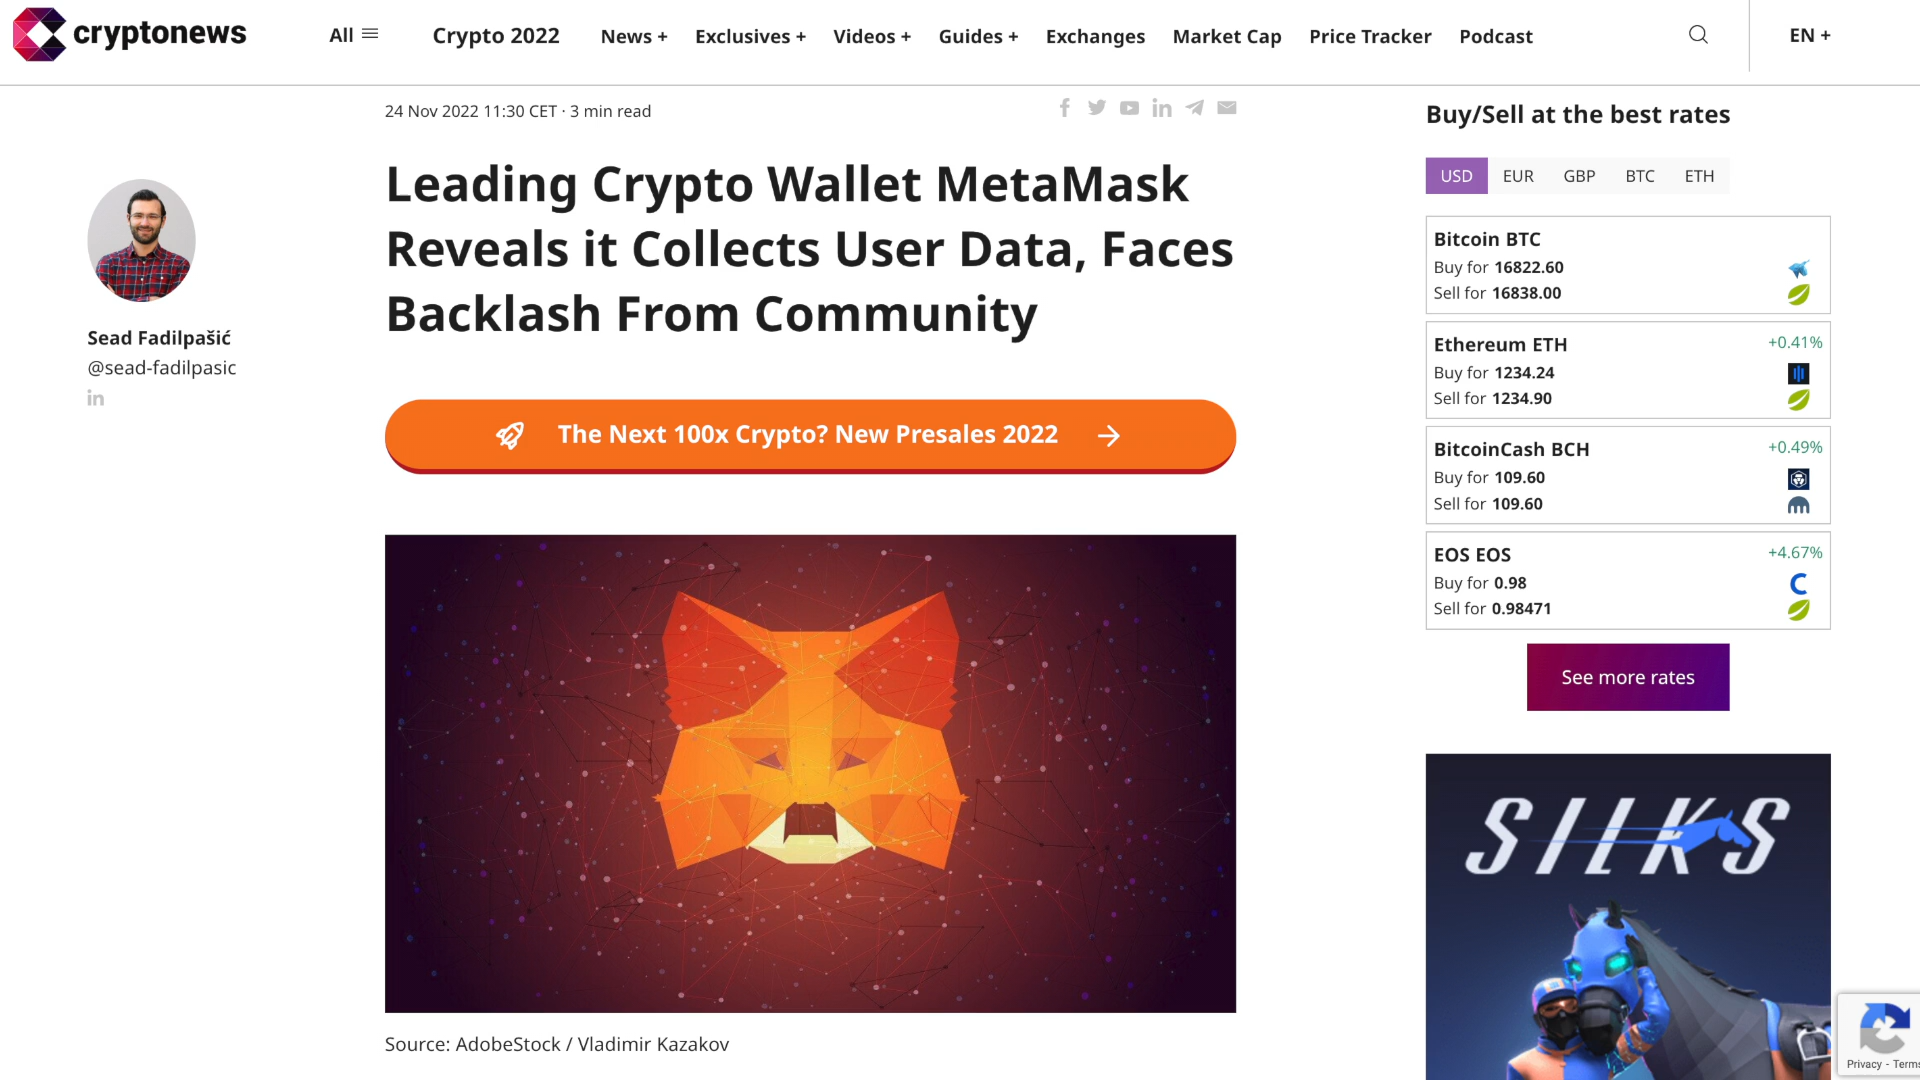 cryptonews
All
Crypto 2022
News +
Exclusives +
Videos +
Guides +
Exchanges
Market Cap
Price Tracker
Podcast
EN +
24 Nov 2022 11:30 CET · 3 min read
Leading Crypto Wallet MetaMask
Reveals it Collects User Data, Faces
Backlash From Community
Sead Fadilpašić
@sead-fadilpasic
The Next 100x Crypto? New Presales 2022
Source: AdobeStock / Vladimir Kazakov
Buy/Sell at the best rates
USD EUR GBP BTC ETH
Bitcoin BTC
Buy for 16822.60
Sell for 16838.00
Ethereum ETH +0.41%
Buy for 1234.24
Sell for 1234.90
BitcoinCash BCH +0.49%
Buy for 109.60
Sell for 109.60
EOS EOS +4.67%
Buy for 0.98
Sell for 0.98471
See more rates
SILKS
Privacy - Terms